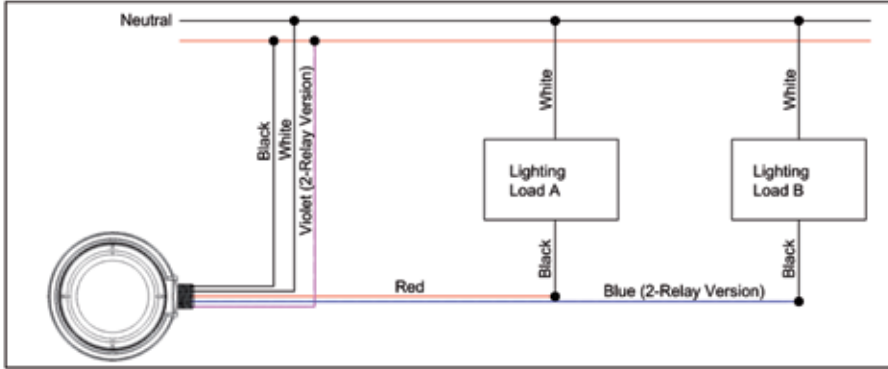 Neutral
Black
White
Violet (2-Relay Version)
White
White
Lighting
Load A
Lighting
Load B
Black
Black
Red
Blue (2-Relay Version)